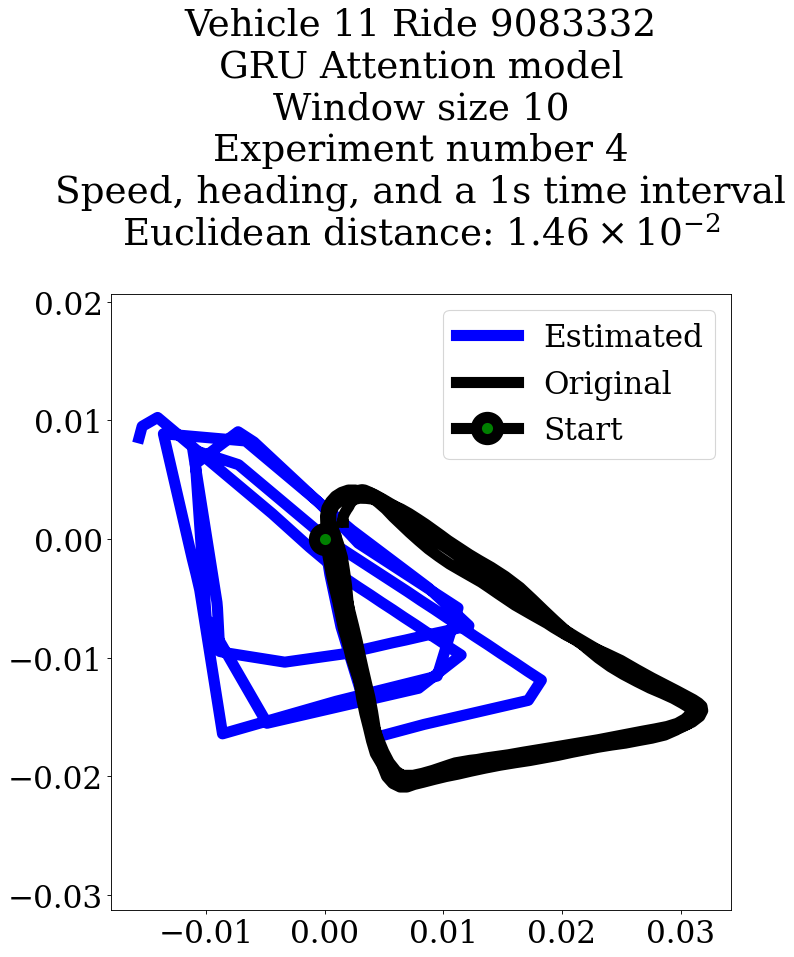 Vehicle 11 Ride 9083332
GRU Attention model
Window size 10
Experiment number 4
Speed, heading, and a 1s time interval
Euclidean distance: 1.46 × 10⁻²
0.02
0.01
0.00
−0.01
−0.02
−0.03
Estimated
Original
Start
−0.01 0.00 0.01 0.02 0.03